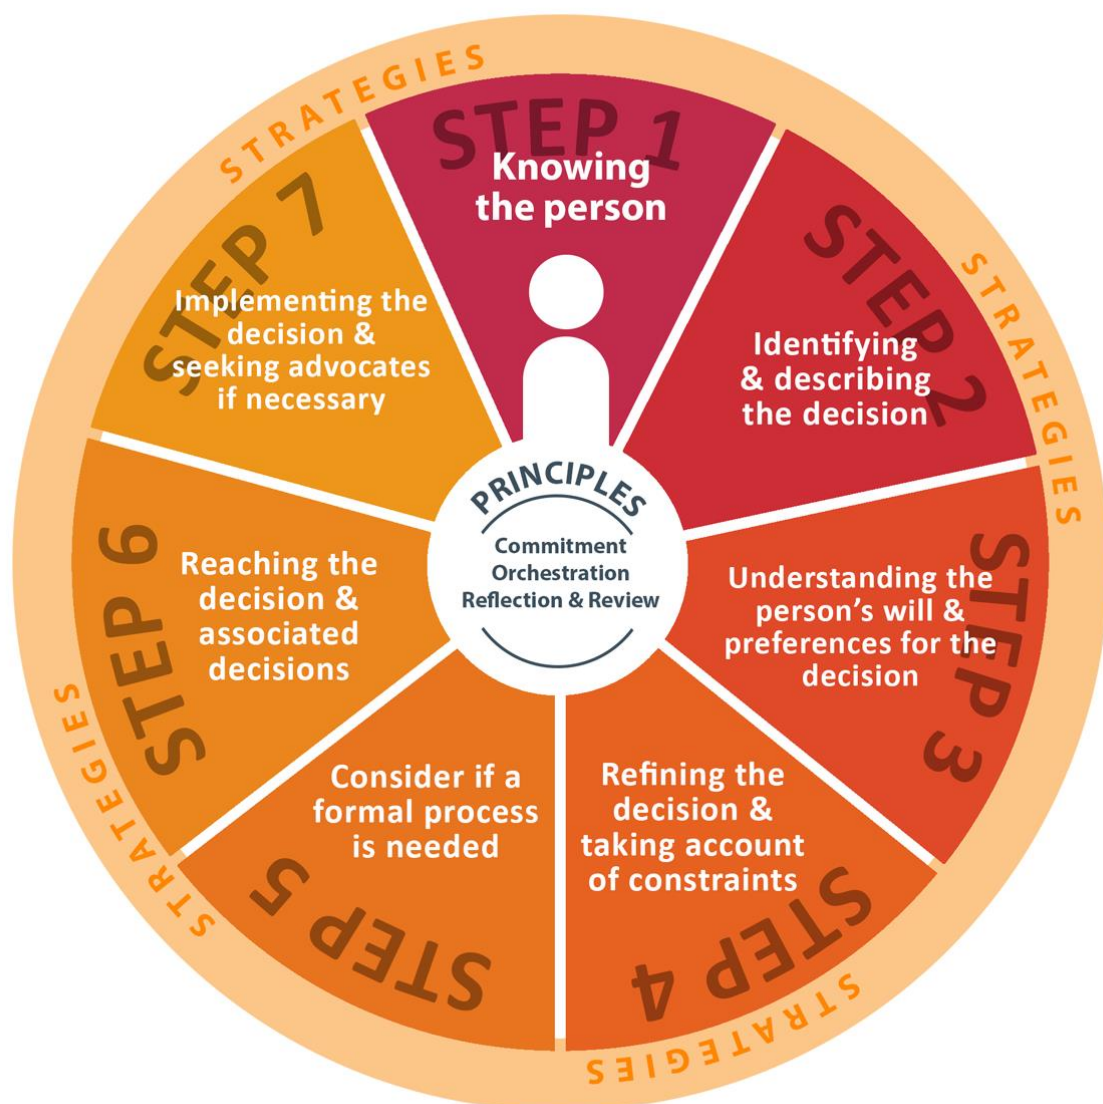 STRATEGIES
STEP 1
Knowing
the person
STRATEGIES
STEP 2
Identifying
& describing
the decision
STEP 3
Understanding the
person’s will &
preferences for the
decision
STEP 4
Refining the
decision &
taking account
of constraints
STRATEGIES
STEP 5
Consider if a
formal process
is needed
STRATEGIES
STEP 6
Reaching the
decision &
associated
decisions
STEP 7
Implementing the
decision &
seeking advocates
if necessary
PRINCIPLES
Commitment
Orchestration
Reflection & Review